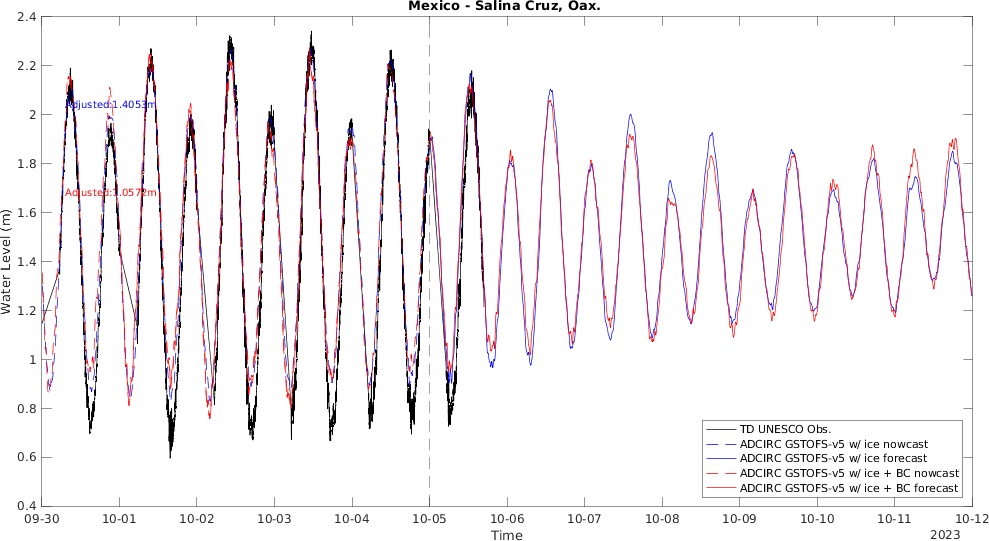 Mexico - Salina Cruz, Oax.
2.4
2.2
2
1.8
1.6
1.4
1.2
1
0.8
0.6
0.4
Water Level (m)
Adjusted:1.4053m
Adjusted:1.0572m
TD UNESCO Obs.
ADCIRC GSTOFS-v5 w/ ice nowcast
ADCIRC GSTOFS-v5 w/ ice forecast
ADCIRC GSTOFS-v5 w/ ice + BC nowcast
ADCIRC GSTOFS-v5 w/ ice + BC forecast
09-30 10-01 10-02 10-03 10-04 10-05 10-06 10-07 10-08 10-09 10-10 10-11 10-12
Time
2023